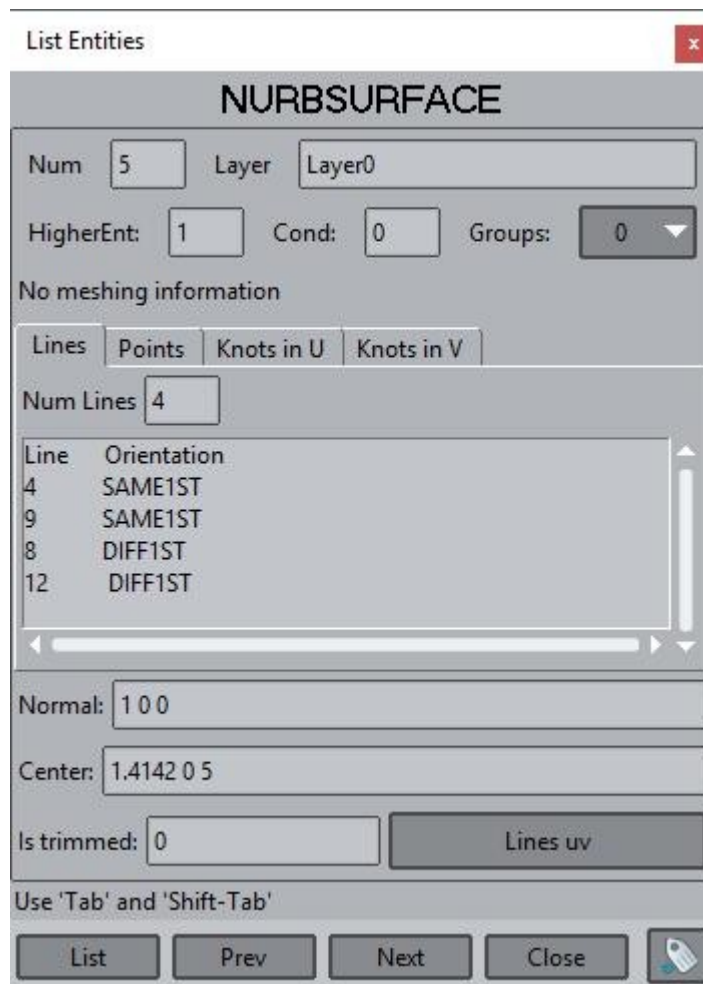 List Entities x
NURBSURFACE
Num 5 Layer Layer0
HigherEnt: 1 Cond: 0 Groups: 0
No meshing information
Lines Points Knots in U Knots in V
Num Lines 4
Line Orientation
4 SAME1ST
9 SAME1ST
8 DIFF1ST
12 DIFF1ST
Normal: 1 0 0
Center: 1.4142 0 5
Is trimmed: 0 Lines uv
Use 'Tab' and 'Shift-Tab'
List Prev Next Close